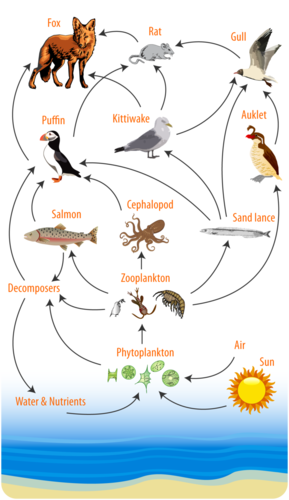 Fox
Rat
Gull
Puffin
Kittiwake
Auklet
Salmon
Cephalopod
Sand lance
Decomposers
Zooplankton
Phytoplankton
Air
Sun
Water & Nutrients